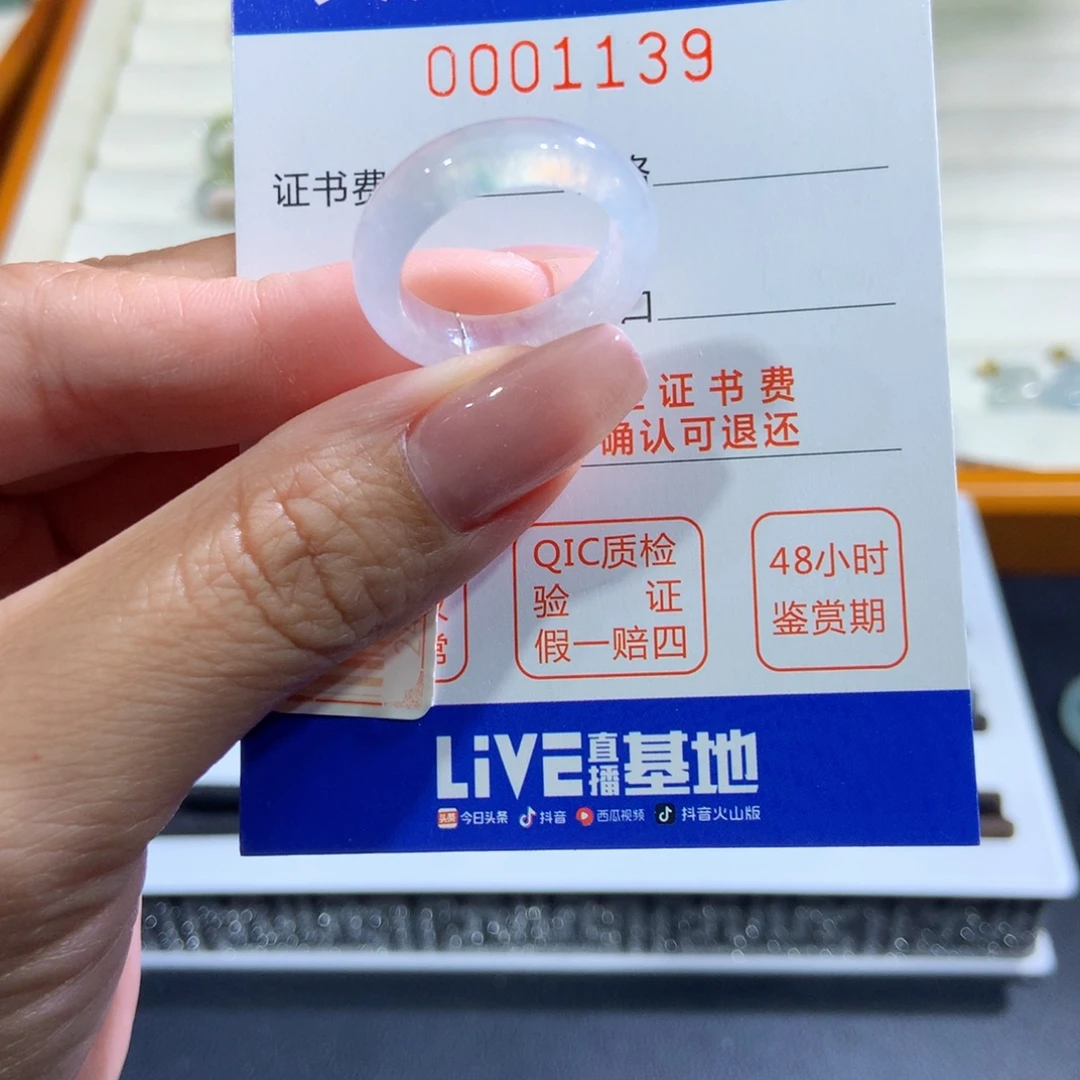 0001139
证书费
证书费
确认可退还
QIC质检
验 证
假一赔四
48小时
鉴赏期
LiVE直播基地
头条 今日头条 抖音 西瓜视频 抖音火山版